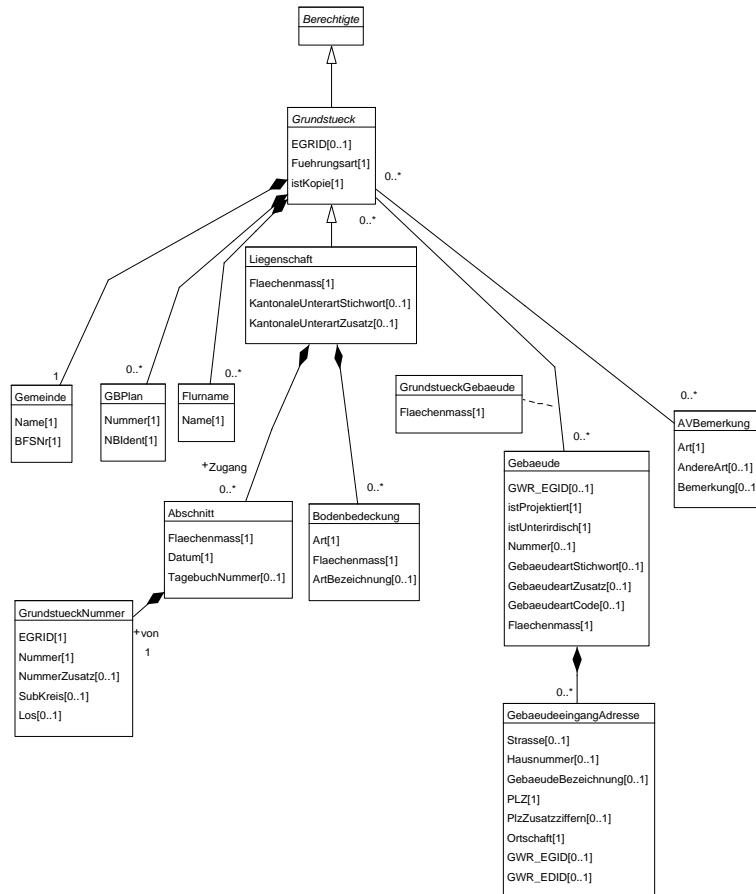 Berechtigte
Grundstueck
EGRID[0..1]
Fuehrungsart[1]
istKopie[1]
0..*
0..*
Liegenschaft
Flaechenmass[1]
KantonaleUnterartStichwort[0..1]
KantonaleUnterartZusatz[0..1]
1
0..*
0..*
Gemeinde
Name[1]
BFSNr[1]
GBPlan
Nummer[1]
NBIdent[1]
Flurname
Name[1]
GrundstueckGebaeude
Flaechenmass[1]
0..*
AVBemerkung
Art[1]
AndereArt[0..1]
Bemerkung[0..1]
0..*
Gebaeude
GWR_EGID[0..1]
istProjektiert[1]
istUnterirdisch[1]
Nummer[0..1]
GebaeudeartStichwort[0..1]
GebaeudeartZusatz[0..1]
GebaeudeartCode[0..1]
Flaechenmass[1]
+Zugang
0..*
0..*
Abschnitt
Flaechenmass[1]
Datum[1]
TagebuchNummer[0..1]
Bodenbedeckung
Art[1]
Flaechenmass[1]
ArtBezeichnung[0..1]
GrundstueckNummer
EGRID[1]
Nummer[1]
NummerZusatz[0..1]
SubKreis[0..1]
Los[0..1]
+von
1
0..*
GebaeudeeingangAdresse
Strasse[0..1]
Hausnummer[0..1]
GebaeudeBezeichnung[0..1]
PLZ[1]
PlzZusatzziffern[0..1]
Ortschaft[1]
GWR_EGID[0..1]
GWR_EDID[0..1]